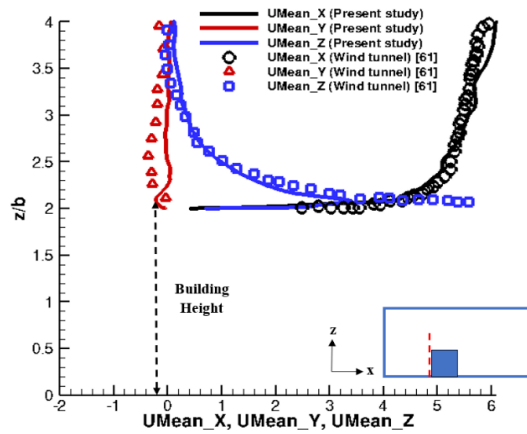 UMean_X (Present study)
UMean_Y (Present study)
UMean_Z (Present study)
UMean_X (Wind tunnel) [61]
UMean_Y (Wind tunnel) [61]
UMean_Z (Wind tunnel) [61]
4
3.5
3
2.5
2
1.5
1
0.5
0
z/b
Building
Height
z
x
-2
-1
0
1
2
3
4
5
6
UMean_X, UMean_Y, UMean_Z